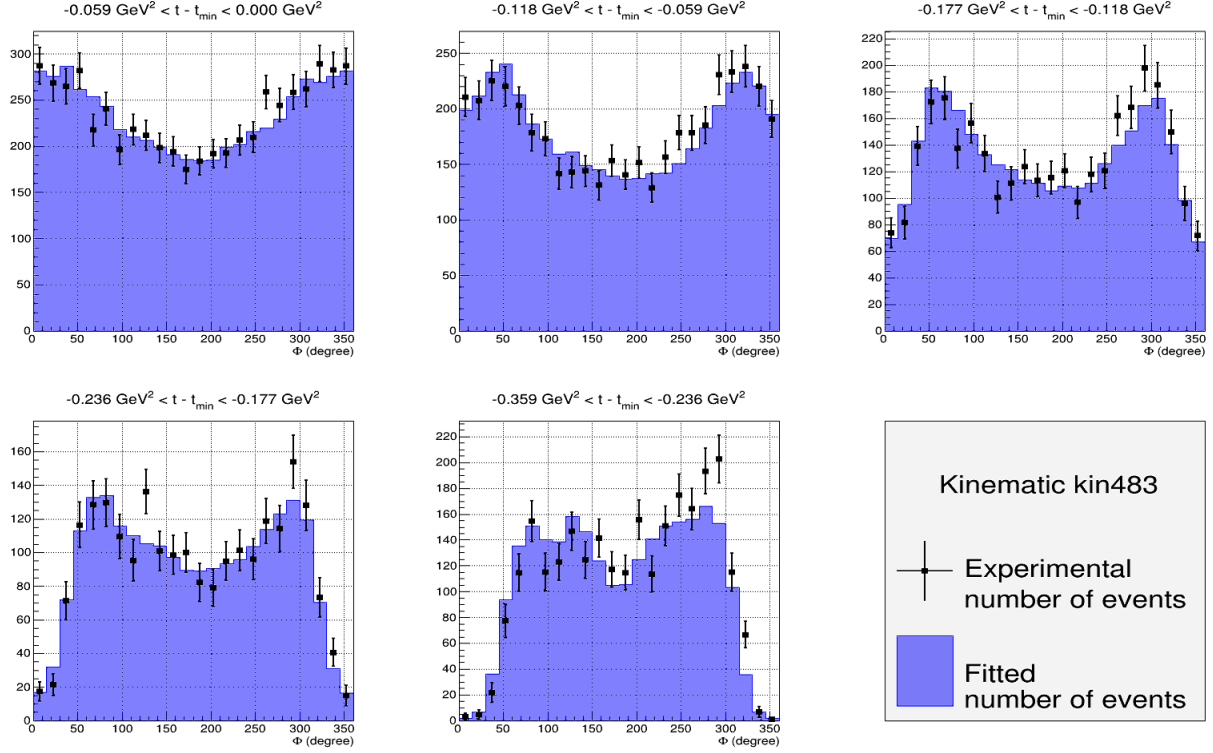 -0.059 GeV² < t - t_min < 0.000 GeV²
300
250
200
150
100
50
0
0 50 100 150 200 250 300 350
Φ (degree)
-0.118 GeV² < t - t_min < -0.059 GeV²
250
200
150
100
50
0
0 50 100 150 200 250 300 350
Φ (degree)
-0.177 GeV² < t - t_min < -0.118 GeV²
220
200
180
160
140
120
100
80
60
40
20
0
0 50 100 150 200 250 300 350
Φ (degree)
-0.236 GeV² < t - t_min < -0.177 GeV²
160
140
120
100
80
60
40
20
0
0 50 100 150 200 250 300 350
Φ (degree)
-0.359 GeV² < t - t_min < -0.236 GeV²
220
200
180
160
140
120
100
80
60
40
20
0
0 50 100 150 200 250 300 350
Φ (degree)
Kinematic kin483
Experimental
number of events
Fitted
number of events